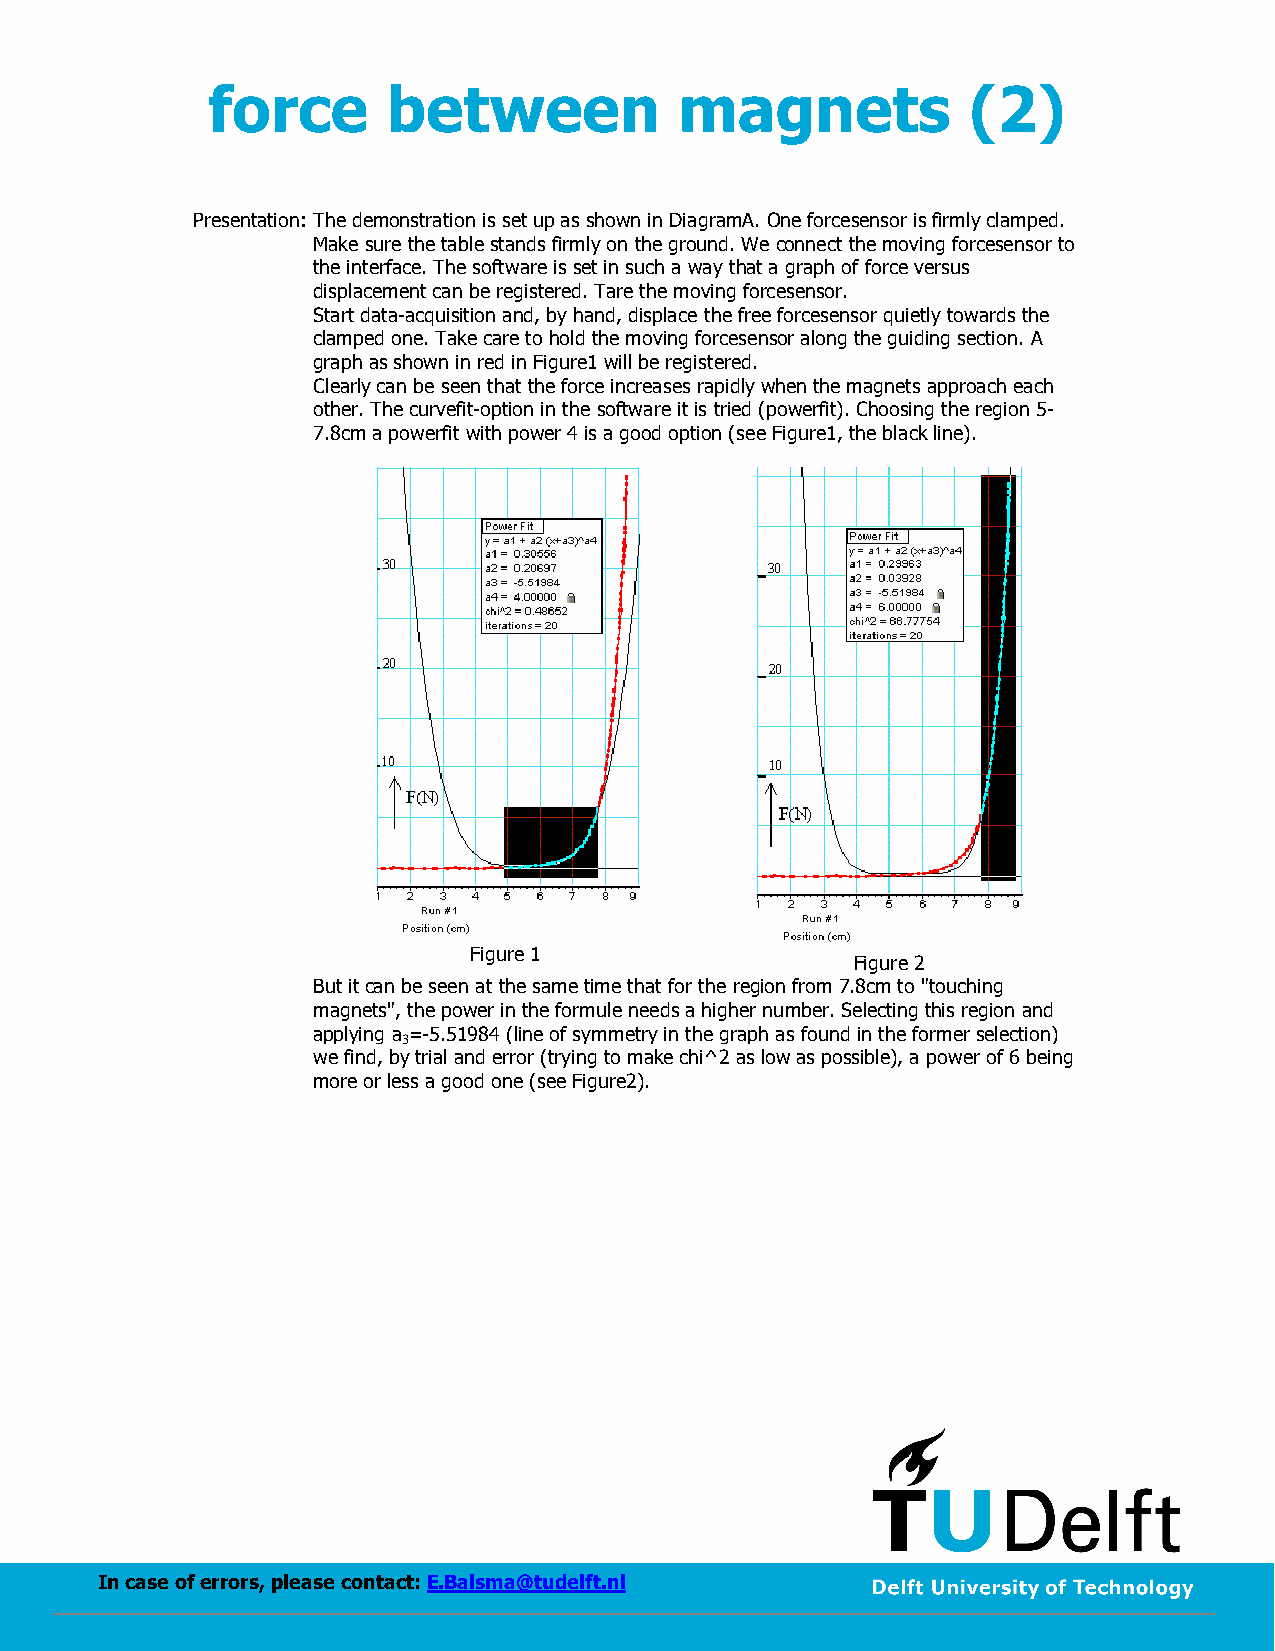 force between magnets (2)
Presentation: The demonstration is set up as shown in DiagramA. One forcesensor is firmly clamped.
Make sure the table stands firmly on the ground. We connect the moving forcesensor to
the interface. The software is set in such a way that a graph of force versus
displacement can be registered. Tare the moving forcesensor.
Start data-acquisition and, by hand, displace the free forcesensor quietly towards the
clamped one. Take care to hold the moving forcesensor along the guiding section. A
graph as shown in red in Figure1 will be registered.
Clearly can be seen that the force increases rapidly when the magnets approach each
other. The curvefit-option in the software it is tried (powerfit). Choosing the region 5-
7.8cm a powerfit with power 4 is a good option (see Figure1, the black line).
Power Fit
y = a1 + a2 (x+a3)^a4
a1 = 0.30556
a2 = 0.20697
a3 = -5.51984
a4 = 4.00000
chi^2 = 0.48652
iterations = 20
30
20
10
F(N)
1 2 3 4 5 6 7 8 9
Run #1
Position (cm)
Figure 1
Power Fit
y = a1 + a2 (x+a3)^a4
a1 = 0.29963
a2 = 0.03928
a3 = -5.51984
a4 = 6.00000
chi^2 = 66.77754
iterations = 20
30
20
10
F(N)
1 2 3 4 5 6 7 8 9
Run #1
Position (cm)
Figure 2
But it can be seen at the same time that for the region from 7.8cm to "touching
magnets", the power in the formule needs a higher number. Selecting this region and
applying a₃=-5.51984 (line of symmetry in the graph as found in the former selection)
we find, by trial and error (trying to make chi^2 as low as possible), a power of 6 being
more or less a good one (see Figure2).
TUDelft
In case of errors, please contact: E.Balsma@tudelft.nl
Delft University of Technology